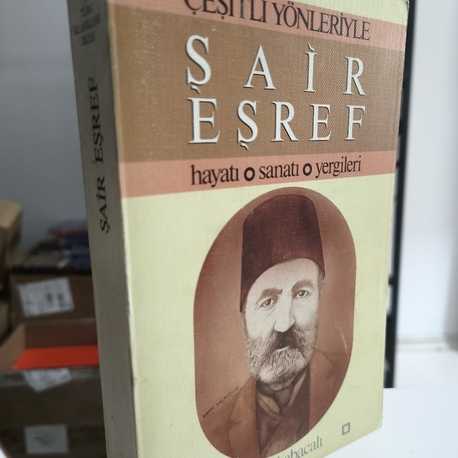 ÇEŞİTLİ YÖNLERİYLE
ŞAİR
EŞREF
hayatı sanatı yergileri
ŞAİR EŞREF